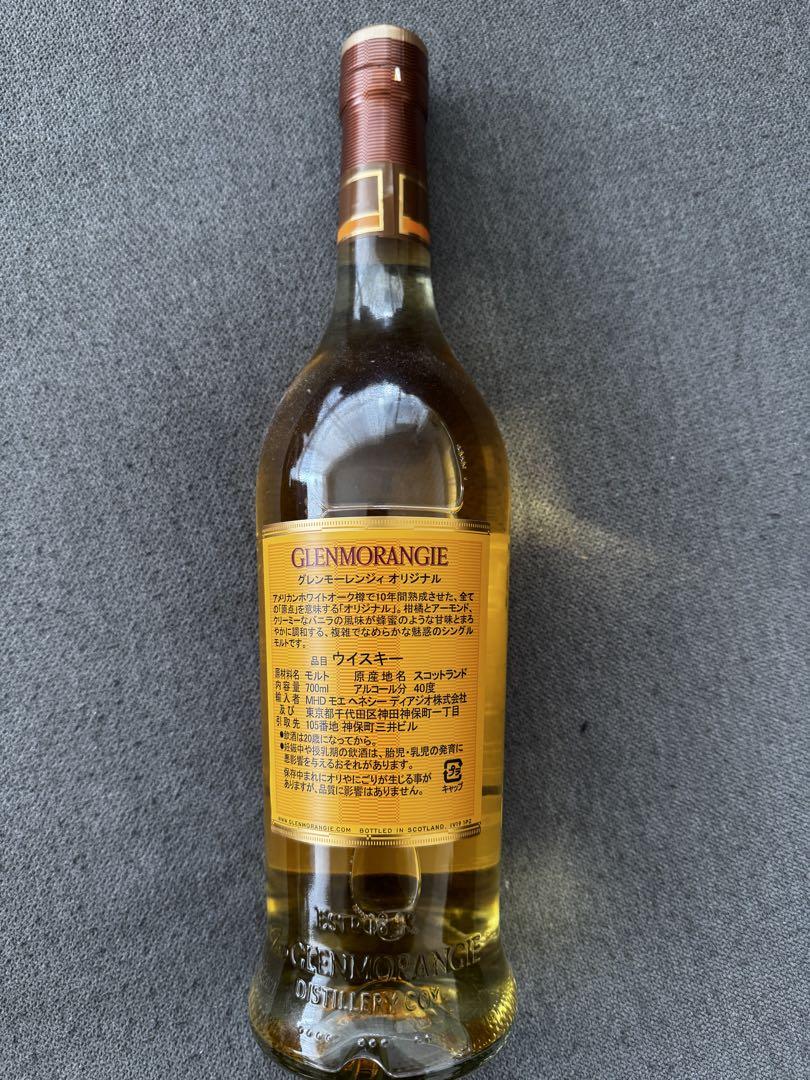 GLENMORANGIE
グレンモーレンジィ オリジナル
アメリカンホワイトオーク樽で10年間熟成させた、全て
の「原点」を意味する「オリジナル」。柑橘とアーモンド、
クリーミーなバニラの風味が蜂蜜のような甘味とまろ
やかに調和する、複雑でなめらかな魅惑のシングル
モルトです。
品目 ウイスキー
原材料名 モルト 原産地名 スコットランド
内容量 700ml アルコール分 40度
輸入者 MHD モエ ヘネシー ディアジオ株式会社
及び 東京都千代田区神田神保町一丁目
引取先 105番地 神保町三井ビル
●飲酒は20歳になってから。
●妊娠中や授乳期の飲酒は、胎児・乳児の発育に
悪影響を与えるおそれがあります。
保存中まれにオリやにごりが生じる事が
ありますが、品質に影響はありません。
プラ
キャップ
WWW.GLENMORANGIE.COM BOTTLED IN SCOTLAND, IV19 1PZ
GLENMORANGIE
DISTILLERY COY